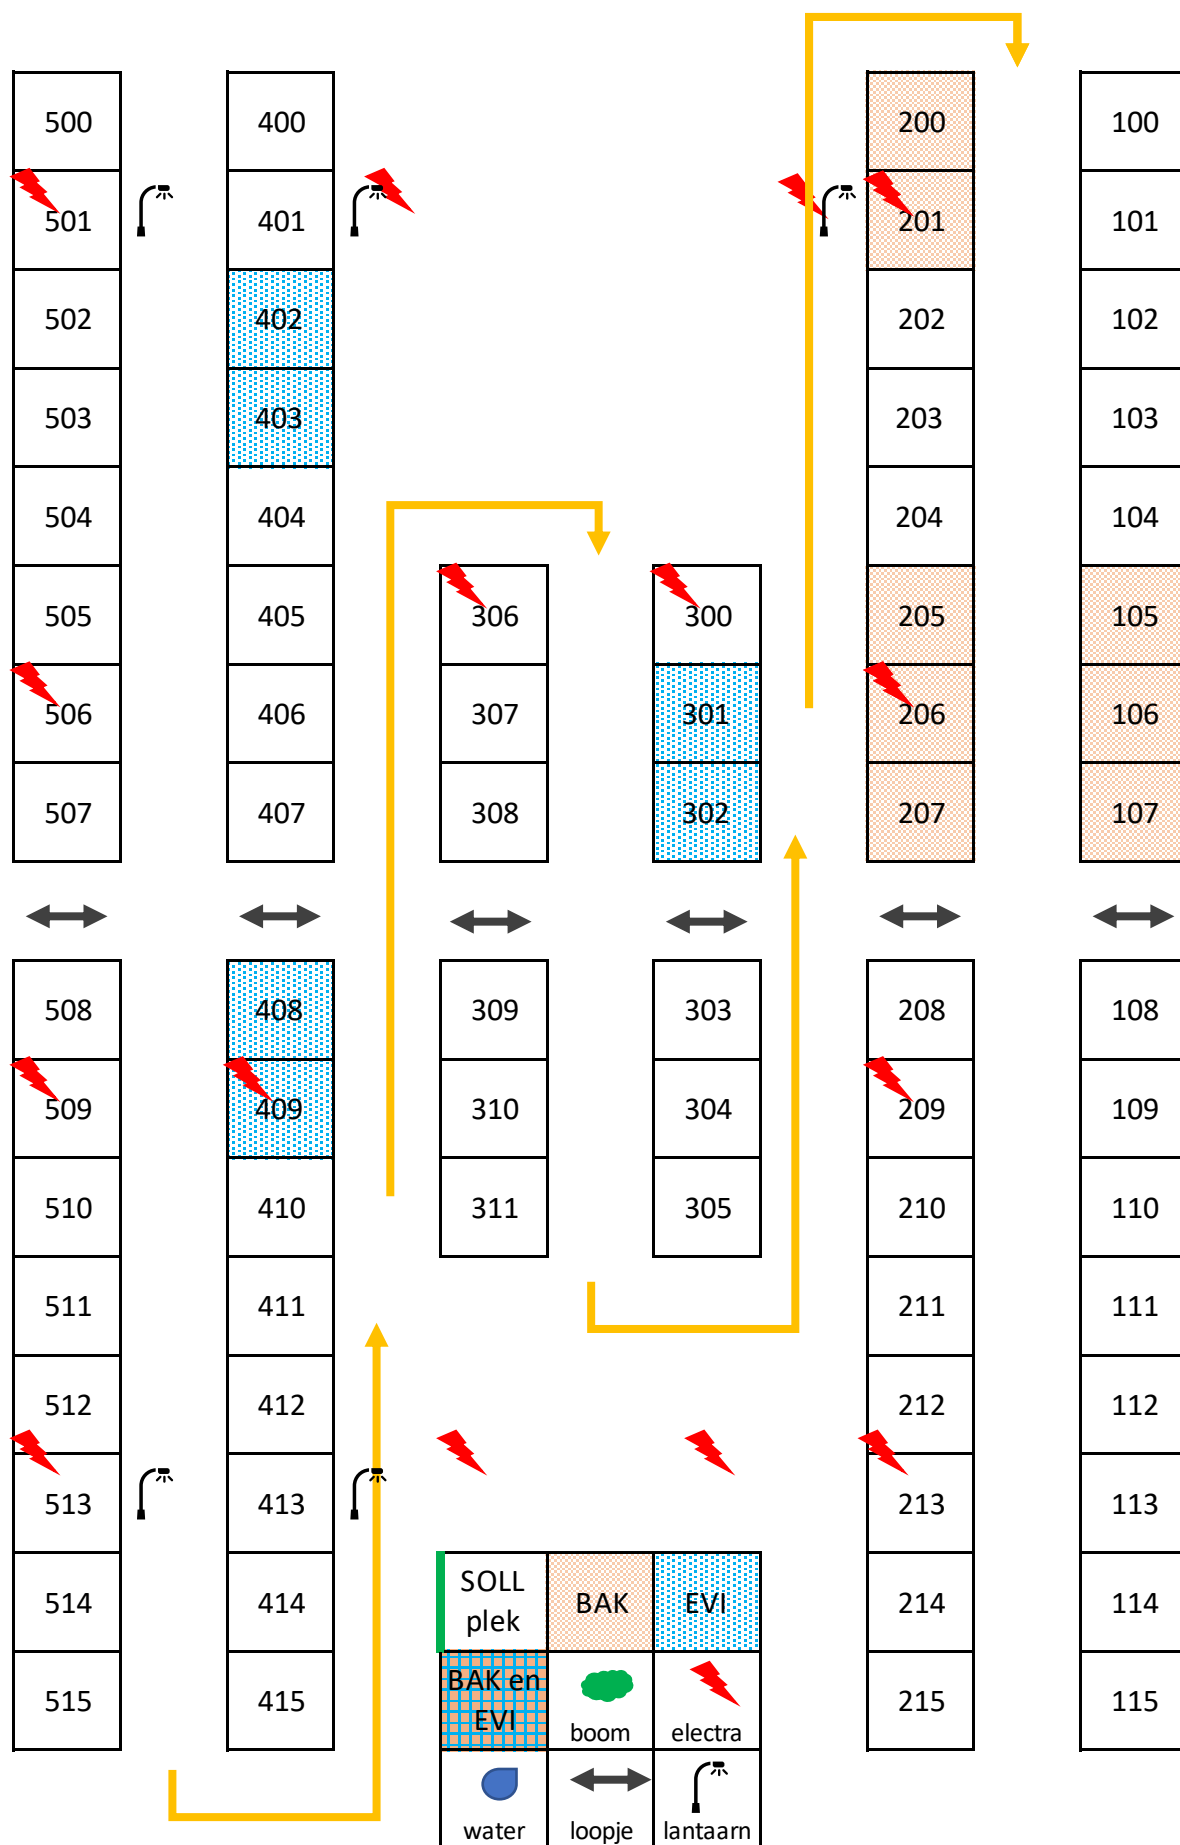 500 400 200 100
501 401 201 101
502 402 202 102
503 403 203 103
504 404 204 104
505 405 306 300 205 105
506 406 307 301 206 106
507 407 308 302 207 107
508 408 309 303 208 108
509 409 310 304 209 109
510 410 311 305 210 110
511 411 211 111
512 412 212 112
513 413 213 113
514 414 214 114
515 415 215 115
SOLL
plek
BAK
EVI
BAK en
EVI
boom
electra
water
loopje
lantaarn